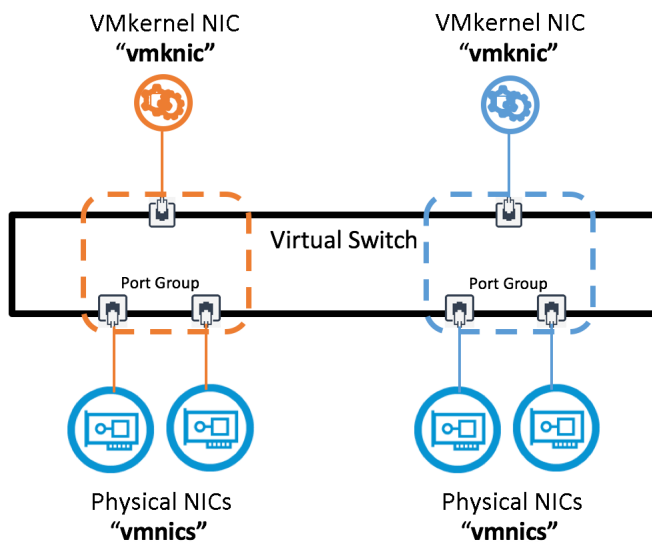 VMkernel NIC
“vmknic”
VMkernel NIC
“vmknic”
Virtual Switch
Port Group
Port Group
Physical NICs
“vmnics”
Physical NICs
“vmnics”